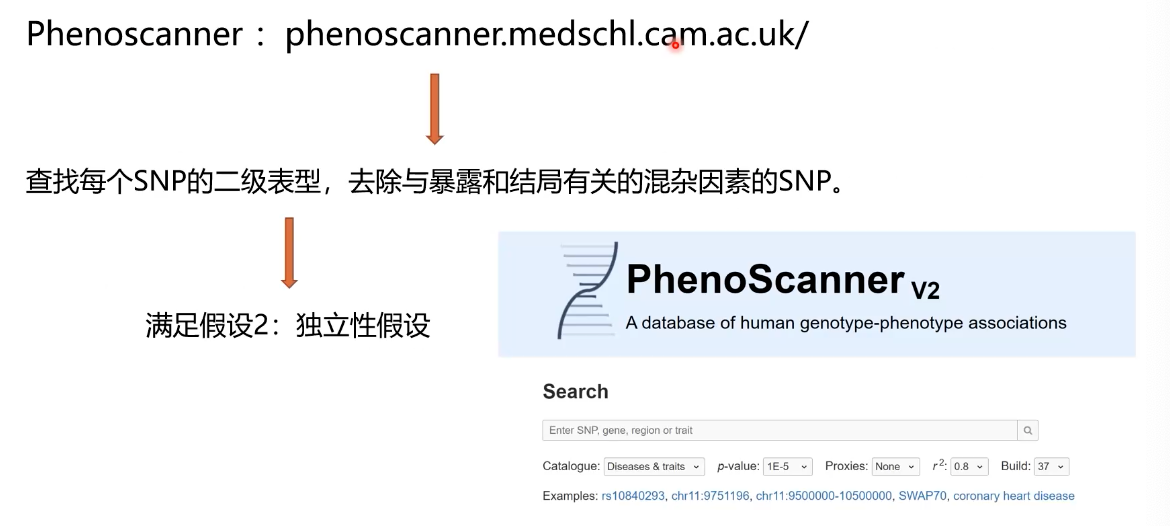 Phenoscanner： phenoscanner.medschl.cam.ac.uk/
查找每个SNP的二级表型，去除与暴露和结局有关的混杂因素的SNP。
满足假设2：独立性假设
PhenoScanner V2
A database of human genotype-phenotype associations
Search
Enter SNP, gene, region or trait
Catalogue: Diseases & traits p-value: 1E-5 Proxies: None r²: 0.8 Build: 37
Examples: rs10840293, chr11:9751196, chr11:9500000-10500000, SWAP70, coronary heart disease